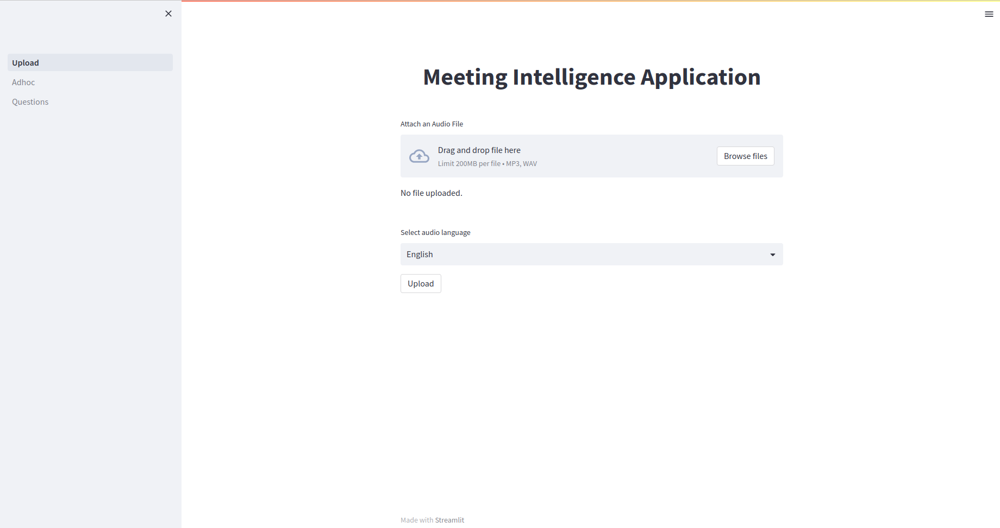 Upload
Adhoc
Questions
Meeting Intelligence Application
Attach an Audio File
Drag and drop file here
Limit 200MB per file • MP3, WAV
Browse files
No file uploaded.
Select audio language
English
Upload
Made with Streamlit